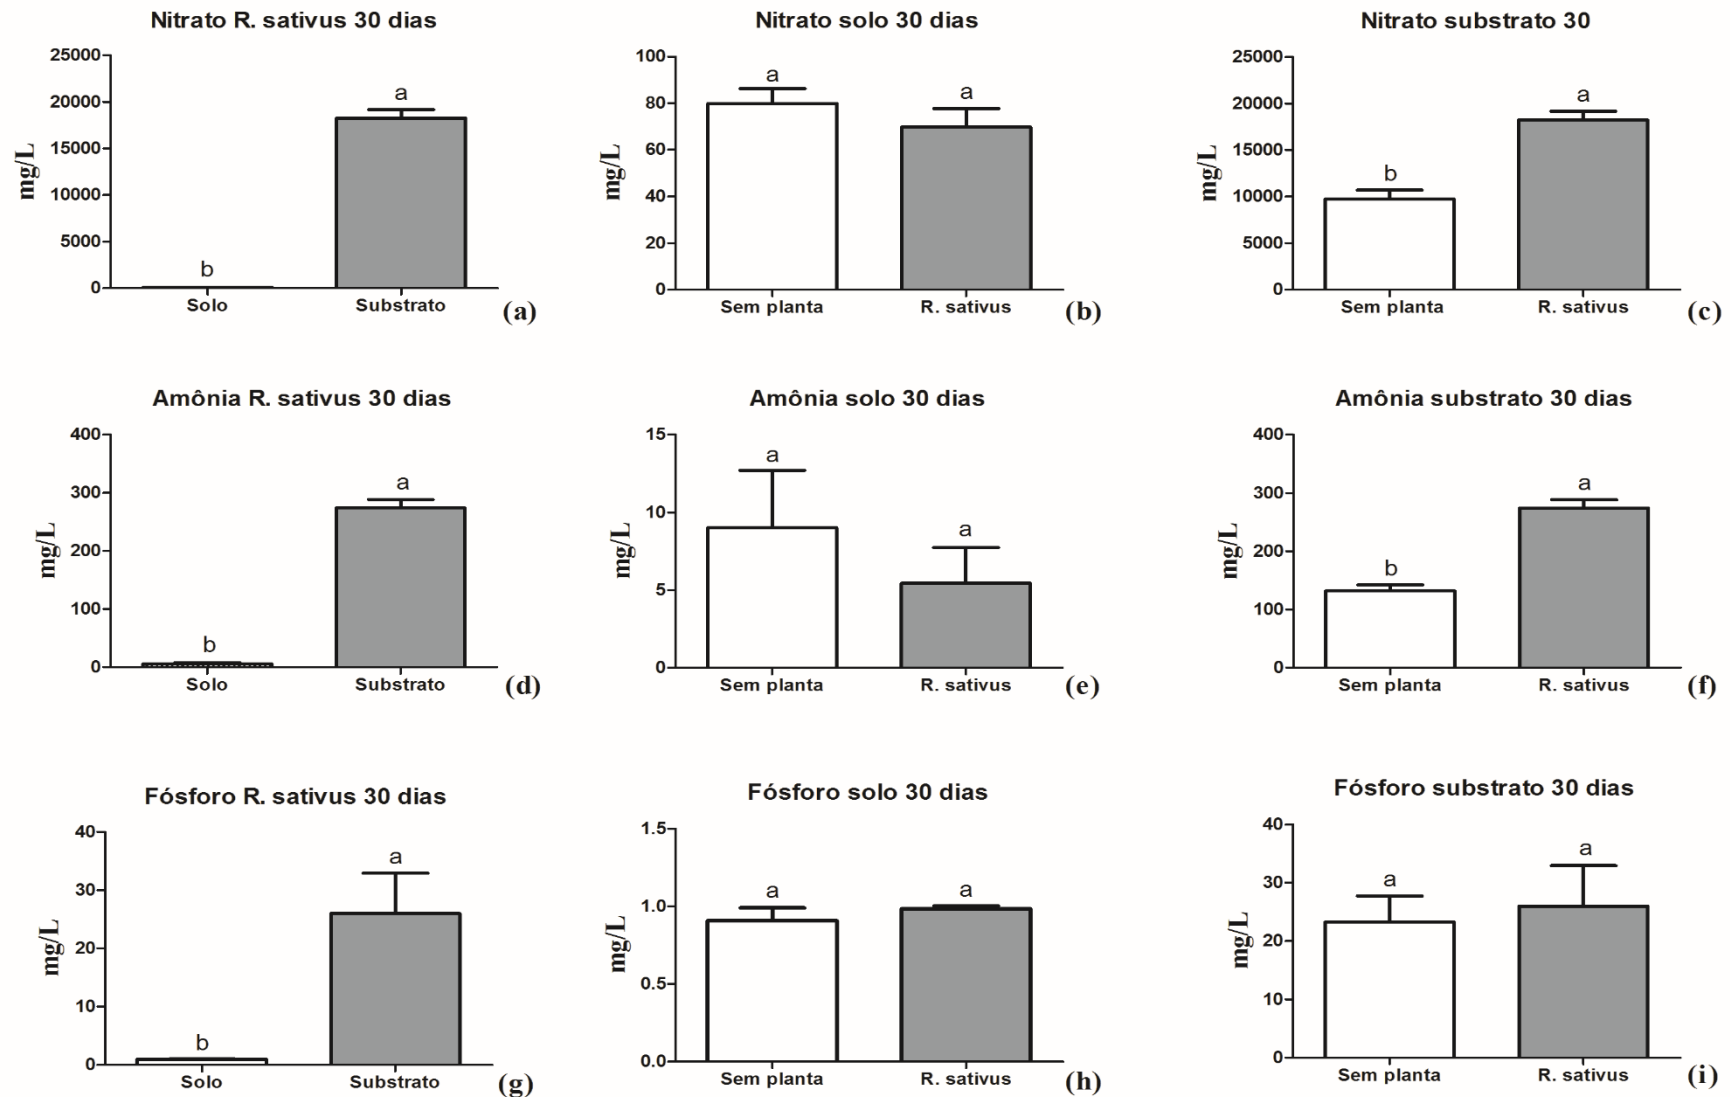 Nitrato R. sativus 30 dias
25000
20000
15000
10000
5000
0
mg/L
a
b
Solo
Substrato
(a)
Nitrato solo 30 dias
100
80
60
40
20
0
mg/L
a
a
Sem planta
R. sativus
(b)
Nitrato substrato 30
25000
20000
15000
10000
5000
0
mg/L
b
a
Sem planta
R. sativus
(c)
Amônia R. sativus 30 dias
400
300
200
100
0
mg/L
b
a
Solo
Substrato
(d)
Amônia solo 30 dias
15
10
5
0
mg/L
a
a
Sem planta
R. sativus
(e)
Amônia substrato 30 dias
400
300
200
100
0
mg/L
b
a
Sem planta
R. sativus
(f)
Fósforo R. sativus 30 dias
40
30
20
10
0
mg/L
b
a
Solo
Substrato
(g)
Fósforo solo 30 dias
1.5
1.0
0.5
0.0
mg/L
a
a
Sem planta
R. sativus
(h)
Fósforo substrato 30 dias
40
30
20
10
0
mg/L
a
a
Sem planta
R. sativus
(i)